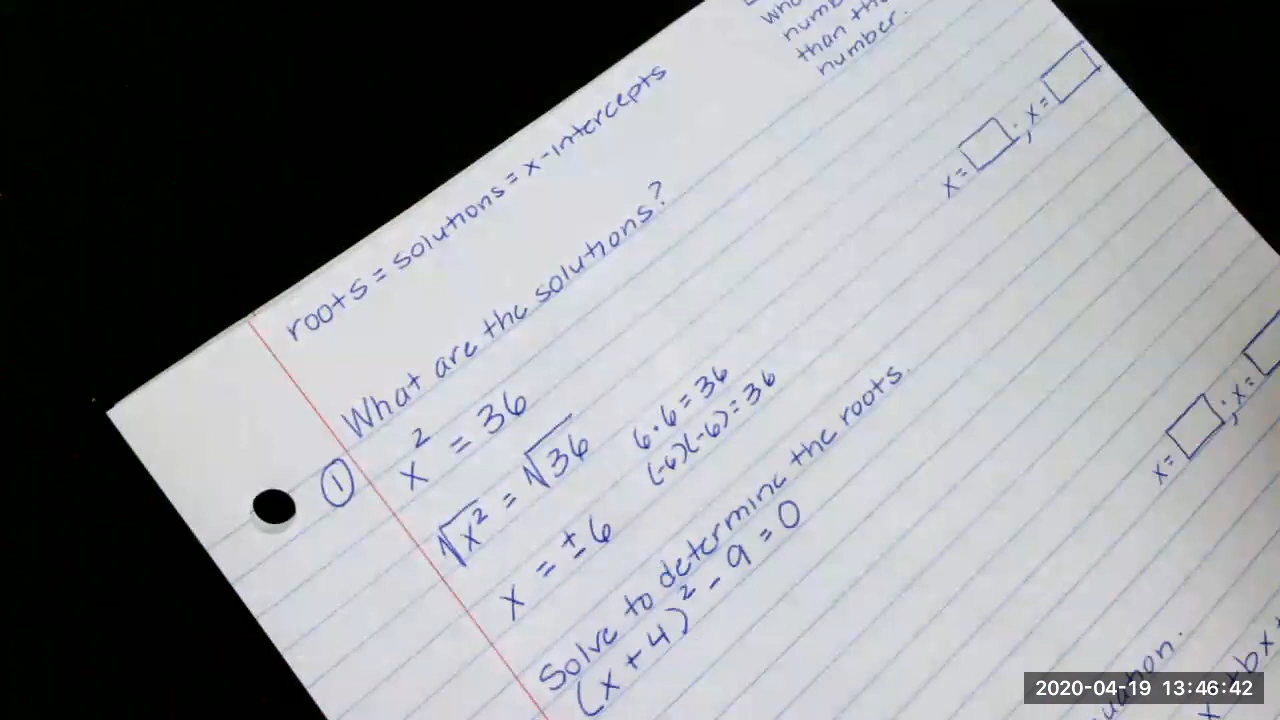 numb
than the
number.
roots = solutions = x-intercepts
x = □ ; x = □
What are the solutions?
① x² = 36
√x² = √36
6·6 = 36
(-6)(-6) = 36
x = ± 6
x = □ ; x =
Solve to determine the roots.
(x + 4)² - 9 = 0
2020-04-19 13:46:42